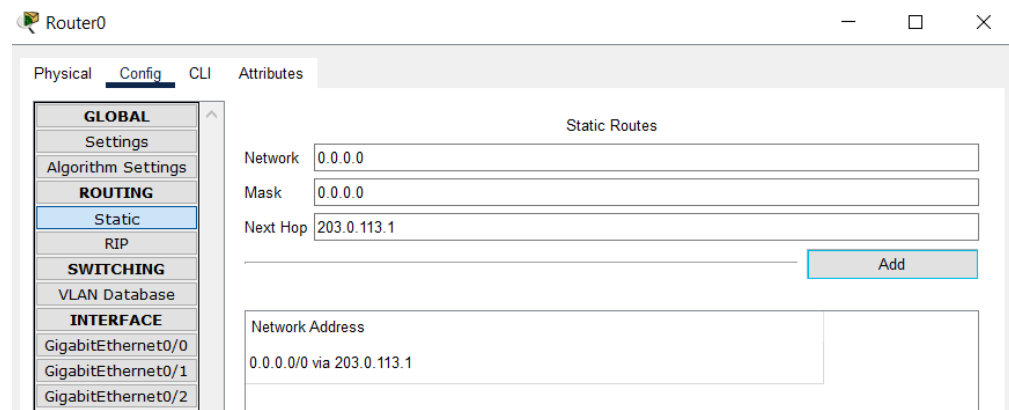 Router0
Physical Config CLI Attributes
GLOBAL
Settings
Algorithm Settings
ROUTING
Static
RIP
SWITCHING
VLAN Database
INTERFACE
GigabitEthernet0/0
GigabitEthernet0/1
GigabitEthernet0/2
Static Routes
Network 0.0.0.0
Mask 0.0.0.0
Next Hop 203.0.113.1
Add
Network Address
0.0.0.0/0 via 203.0.113.1